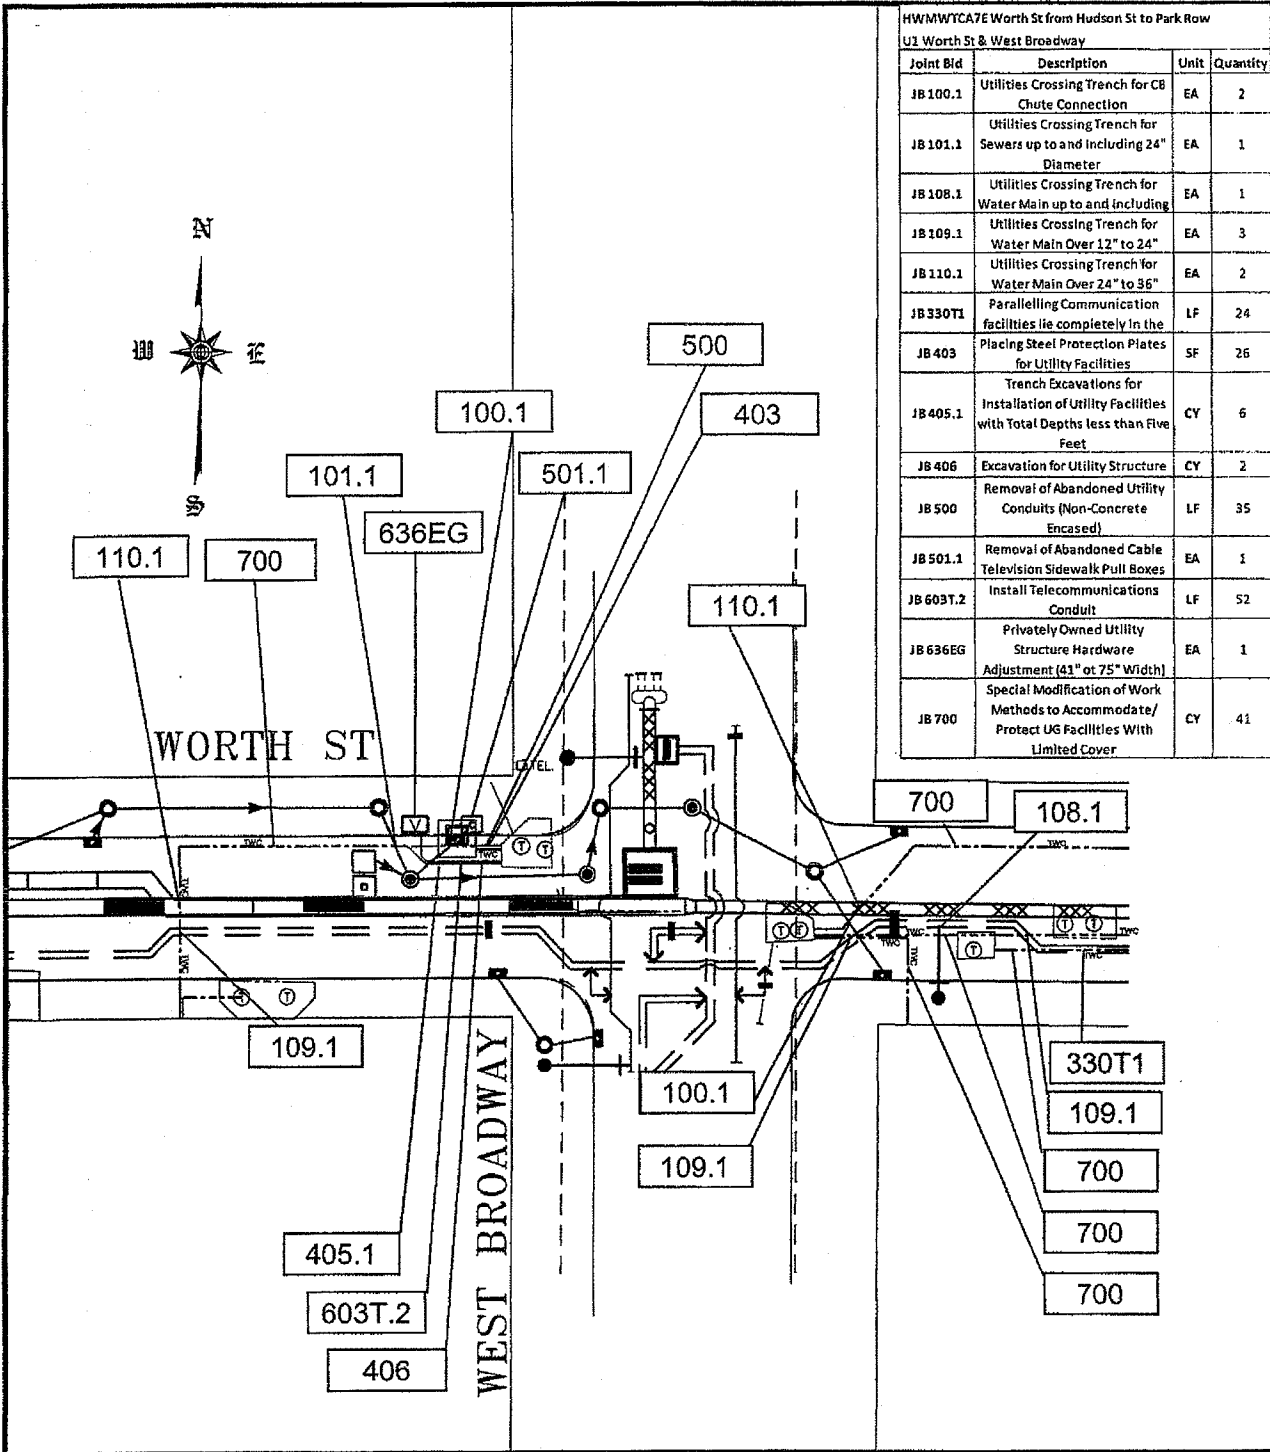 HWMWTCA7E Worth St from Hudson St to Park Row
U1 Worth St & West Broadway
Joint Bid Description Unit Quantity
JB 100.1 Utilities Crossing Trench for CB Chute Connection EA 2
JB 101.1 Utilities Crossing Trench for Sewers up to and Including 24" Diameter EA 1
JB 108.1 Utilities Crossing Trench for Water Main up to and including EA 1
JB 109.1 Utilities Crossing Trench for Water Main Over 12" to 24" EA 3
JB 110.1 Utilities Crossing Trench for Water Main Over 24" to 36" EA 2
JB 330T1 Parallelling Communication facilities lie completely in the LF 24
JB 403 Placing Steel Protection Plates for Utility Facilities SF 26
JB 405.1 Trench Excavations for Installation of Utility Facilities with Total Depths less than Five Feet CY 6
JB 406 Excavation for Utility Structure CY 2
JB 500 Removal of Abandoned Utility Conduits (Non-Concrete Encased) LF 35
JB 501.1 Removal of Abandoned Cable Television Sidewalk Pull Boxes EA 1
JB 603T.2 Install Telecommunications Conduit LF 52
JB 636EG Privately Owned Utility Structure Hardware Adjustment (41" ot 75" Width) EA 1
JB 700 Special Modification of Work Methods to Accommodate/ Protect UG Facilities With Limited Cover CY 41
N
W E
S
500
100.1
403
101.1
501.1
636EG
110.1
700
110.1
WORTH ST
TEL.
700
108.1
V
TWC
TWC
TWC
T T
TWC
T T
T T
TWC
TWC
T
TWC
TWC
TWC
T T
109.1
WEST BROADWAY
100.1
109.1
330T1
109.1
700
700
700
405.1
603T.2
406